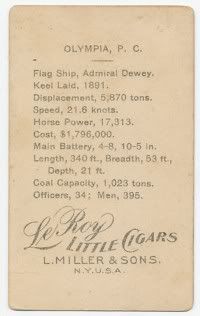 OLYMPIA, P. C.
Flag Ship, Admiral Dewey.
Keel Laid, 1891.
Displacement, 5,870 tons.
Speed, 21.6 knots.
Horse Power, 17,313.
Cost, $1,796,000.
Main Battery, 4-8, 10-5 in.
Length, 340 ft., Breadth, 53 ft.,
Depth, 21 ft.
Coal Capacity, 1,023 tons.
Officers, 34; Men, 395.
Le Roy
LITTLE CIGARS
L. MILLER & SONS.
N.Y. U.S.A.